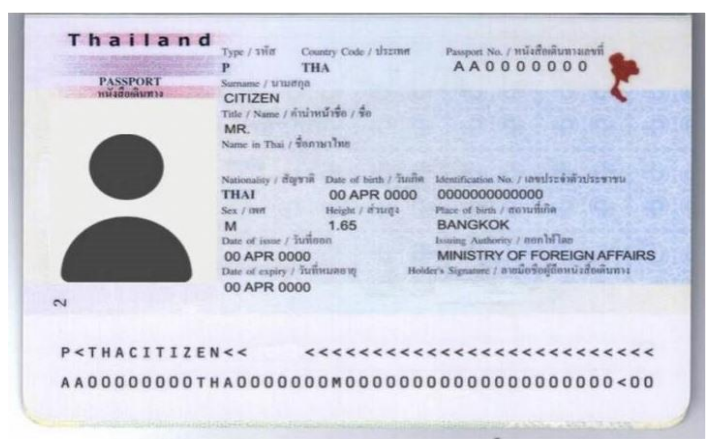 Thailand
PASSPORT
หนังสือเดินทาง
Type / รหัส Country Code / ประเทศ Passport No. / หนังสือเดินทางเลขที่
P THA AA0000000
Surname / นามสกุล
CITIZEN
Title / Name / คำนำหน้าชื่อ / ชื่อ
MR.
Name in Thai / ชื่อภาษาไทย
Nationality / สัญชาติ Date of birth / วันเกิด Identification No. / เลขประจำตัวประชาชน
THAI 00 APR 0000 0000000000000
Sex / เพศ Height / ส่วนสูง Place of birth / สถานที่เกิด
M 1.65 BANGKOK
Date of issue / วันที่ออก Issuing Authority / ออกให้โดย
00 APR 0000 MINISTRY OF FOREIGN AFFAIRS
Date of expiry / วันที่หมดอายุ Holder's Signature / ลายมือชื่อผู้ถือหนังสือเดินทาง
00 APR 0000
2
P<THACITIZEN<< <<<<<<<<<<<<<<<<<<<<<<<<<<
AA00000000THA0000000M00000000000000000000000<00